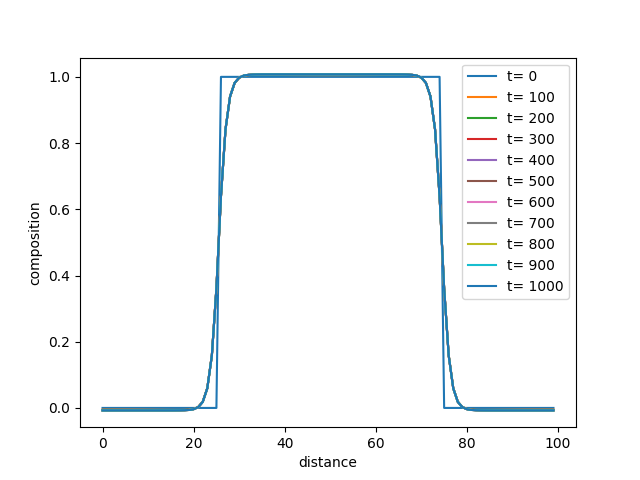 1.0
0.8
0.6
0.4
0.2
0.0
composition
0
20
40
60
80
100
distance
t= 0
t= 100
t= 200
t= 300
t= 400
t= 500
t= 600
t= 700
t= 800
t= 900
t= 1000